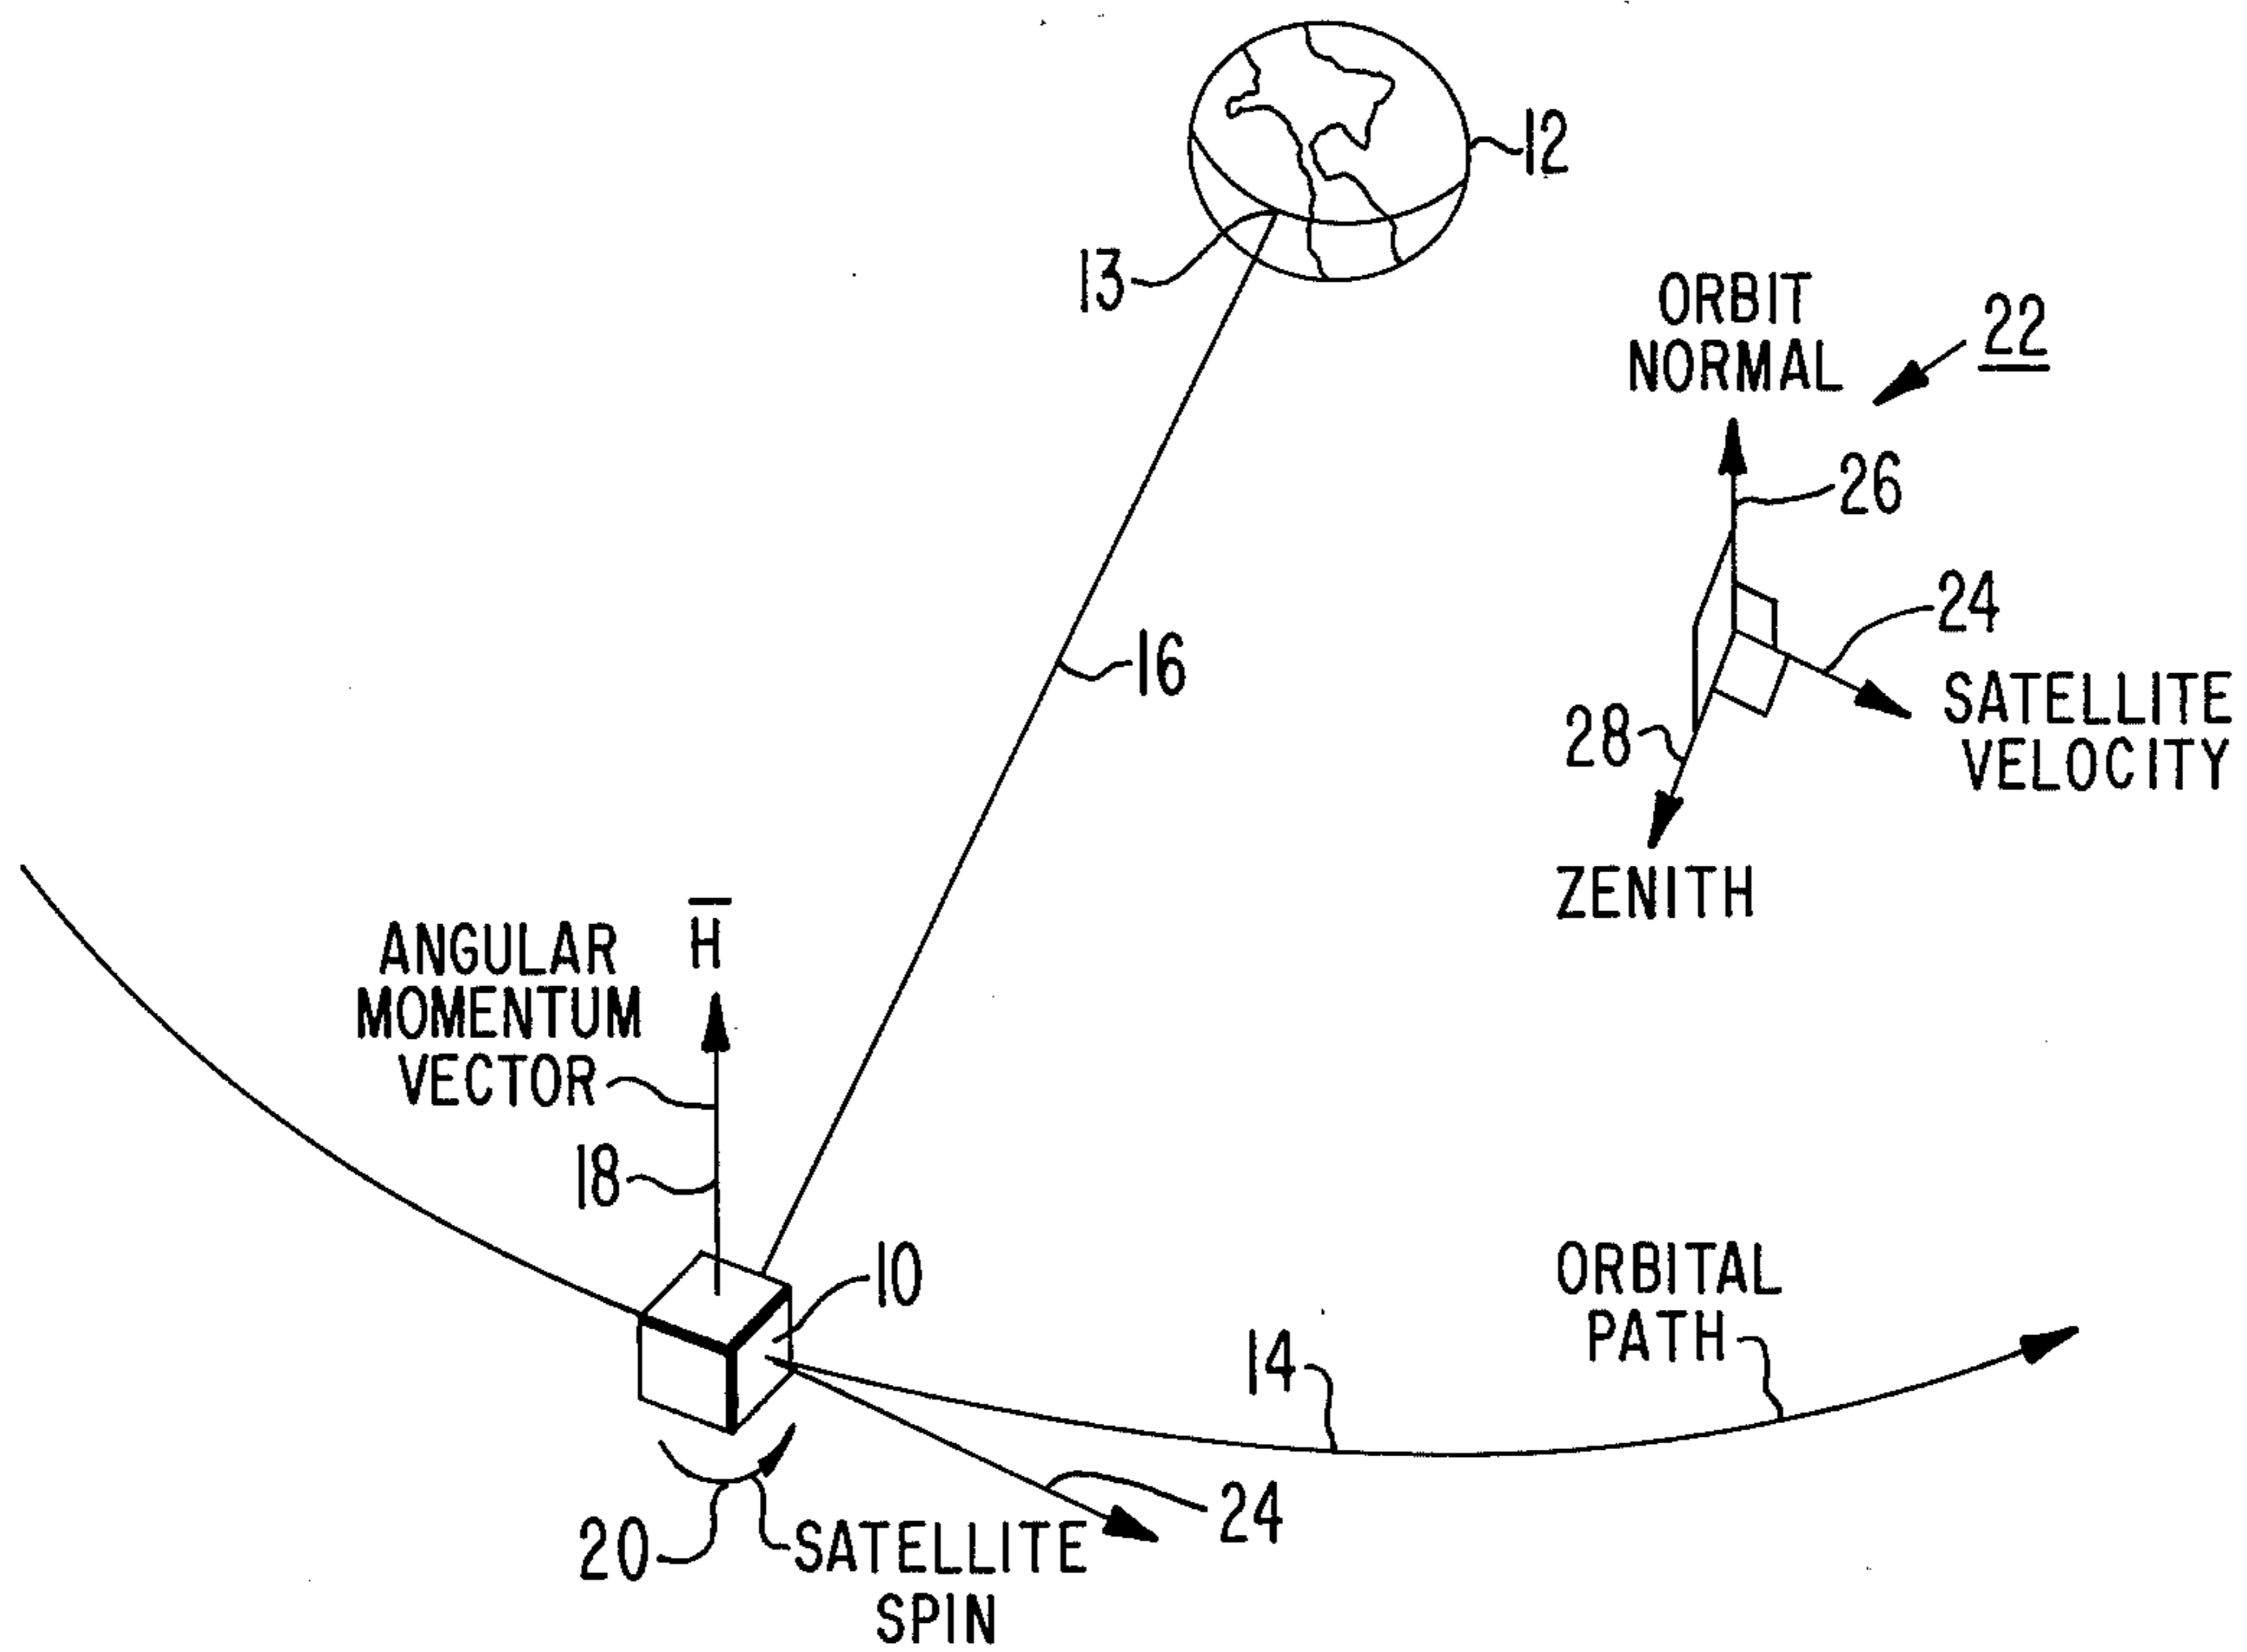 12
13
ORBIT
NORMAL
22
26
24
SATELLITE
VELOCITY
28
ZENITH
16
H
ANGULAR
MOMENTUM
VECTOR
18
10
ORBITAL
PATH
14
24
20
SATELLITE
SPIN